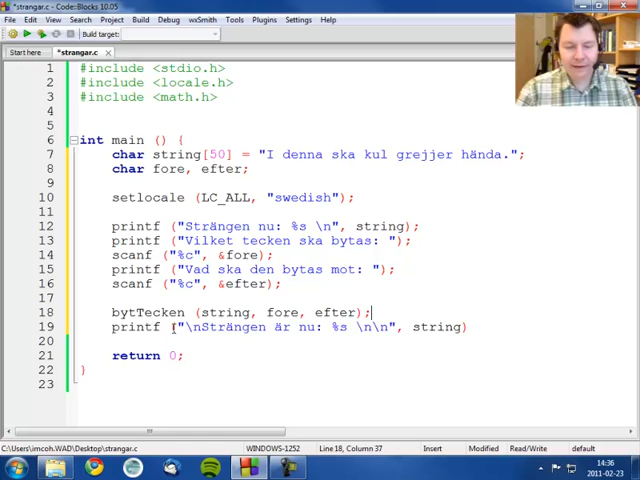 *strangar.c - Code::Blocks 10.05
File Edit View Search Project Build Debug wxSmith Tools Plugins Settings Help
Build target:
Start here *strangar.c
1 #include <stdio.h>
2 #include <locale.h>
3 #include <math.h>
4
5
6 int main () {
7 char string[50] = "I denna ska kul grejjer hända.";
8 char fore, efter;
9
10 setlocale (LC_ALL, "swedish");
11
12 printf ("Strängen nu: %s \n", string);
13 printf ("Vilket tecken ska bytas: ");
14 scanf ("%c", &fore);
15 printf ("Vad ska den bytas mot: ");
16 scanf ("%c", &efter);
17
18 bytTecken (string, fore, efter);
19 printf ("\nSträngen är nu: %s \n\n", string)
20
21 return 0;
22 }
23
C:\Users\imcoh.WAD\Desktop\strangar.c WINDOWS-1252 Line 18, Column 37 Insert Modified Read/Write default
14:36
2011-02-23